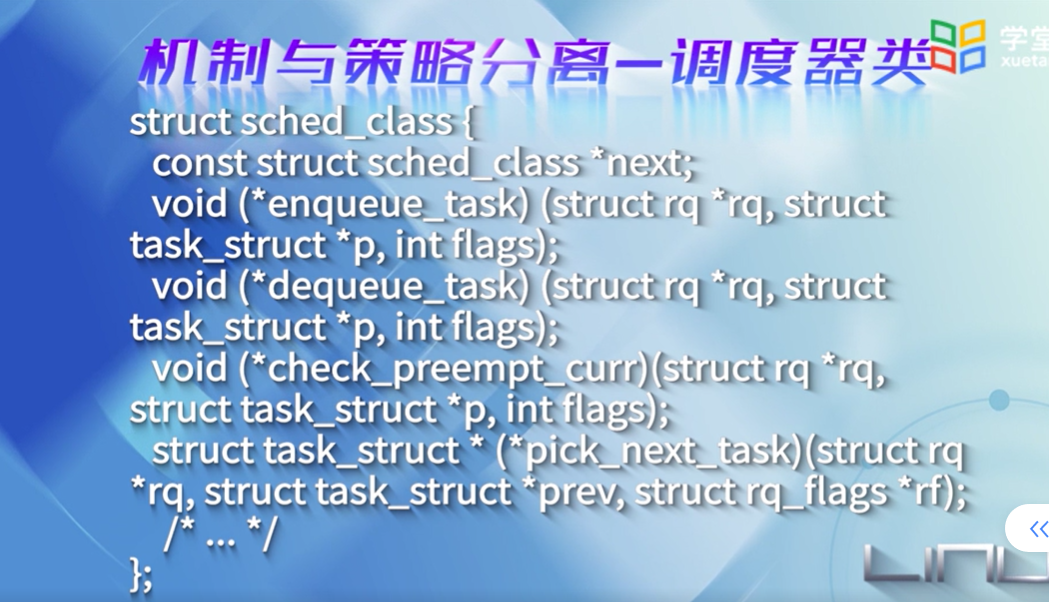 机制与策略分离—调度器类
学堂
xueta
struct sched_class {
const struct sched_class *next;
void (*enqueue_task) (struct rq *rq, struct
task_struct *p, int flags);
void (*dequeue_task) (struct rq *rq, struct
task_struct *p, int flags);
void (*check_preempt_curr)(struct rq *rq,
struct task_struct *p, int flags);
struct task_struct * (*pick_next_task)(struct rq
*rq, struct task_struct *prev, struct rq_flags *rf);
/* ... */
};